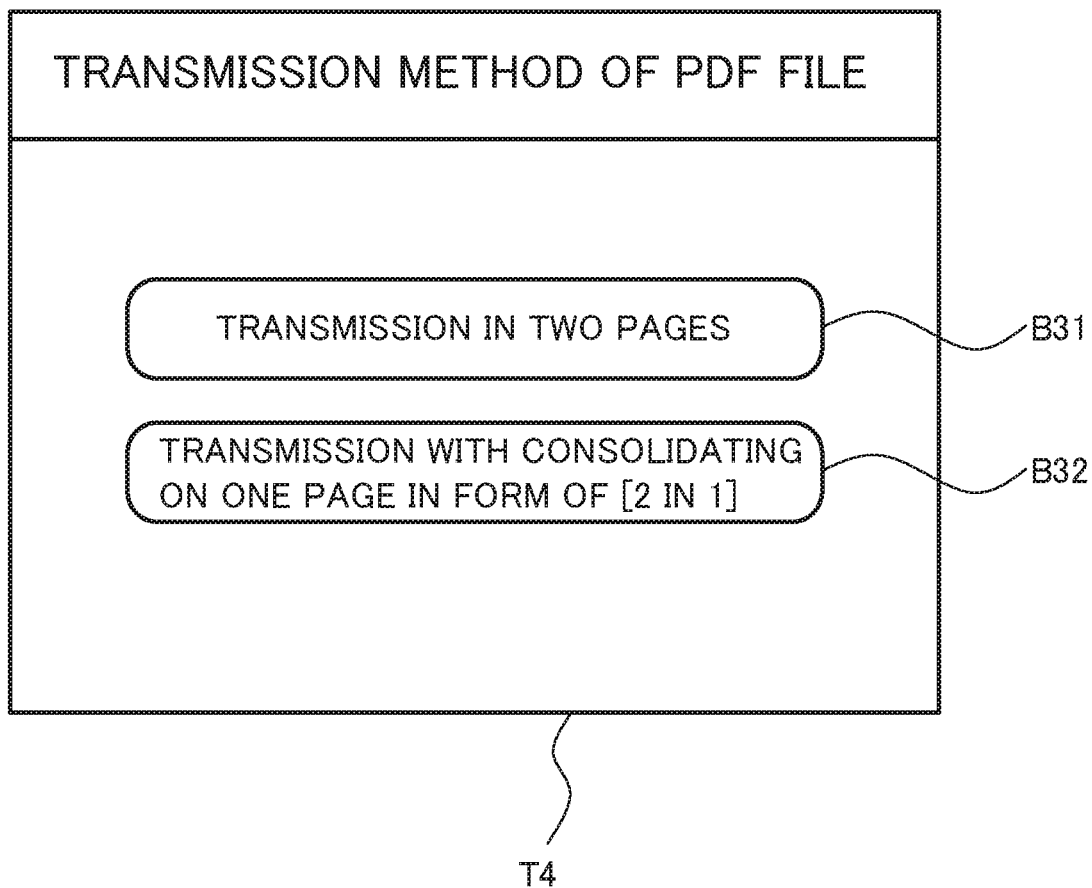 TRANSMISSION METHOD OF PDF FILE
TRANSMISSION IN TWO PAGES
B31
TRANSMISSION WITH CONSOLIDATING
ON ONE PAGE IN FORM OF [2 IN 1]
B32
T4